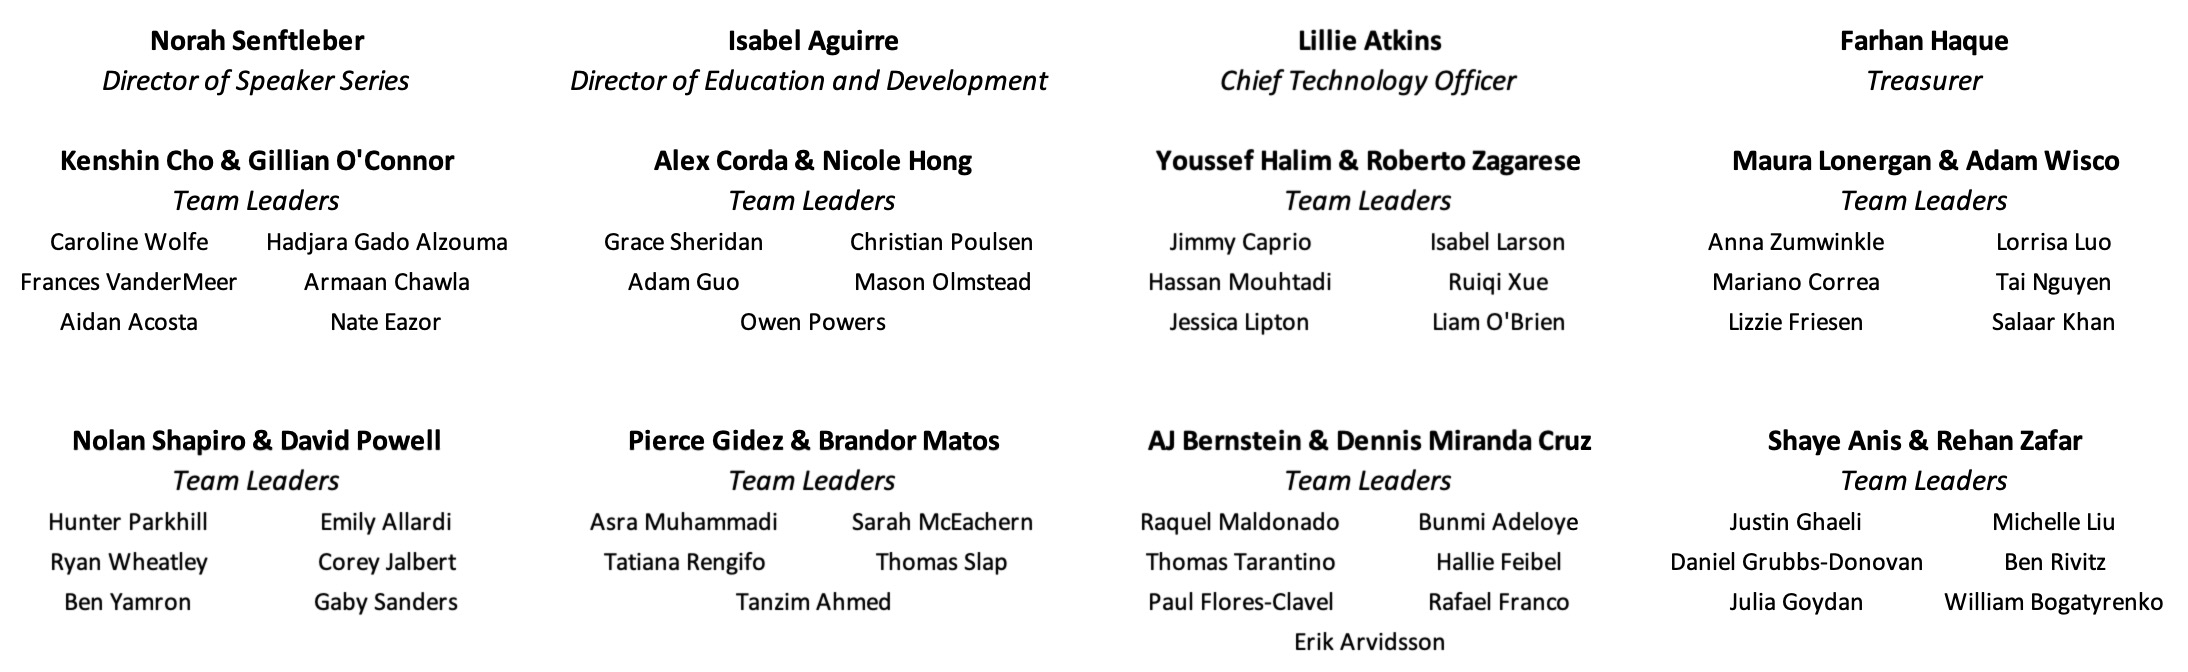 Norah Senftleber
Director of Speaker Series
Isabel Aguirre
Director of Education and Development
Lillie Atkins
Chief Technology Officer
Farhan Haque
Treasurer
Kenshin Cho & Gillian O'Connor
Team Leaders
Caroline Wolfe Hadjara Gado Alzouma
Frances VanderMeer Armaan Chawla
Aidan Acosta Nate Eazor
Alex Corda & Nicole Hong
Team Leaders
Grace Sheridan Christian Poulsen
Adam Guo Mason Olmstead
Owen Powers
Youssef Halim & Roberto Zagarese
Team Leaders
Jimmy Caprio Isabel Larson
Hassan Mouhtadi Ruiqi Xue
Jessica Lipton Liam O'Brien
Maura Lonergan & Adam Wisco
Team Leaders
Anna Zumwinkle Lorrisa Luo
Mariano Correa Tai Nguyen
Lizzie Friesen Salaar Khan
Nolan Shapiro & David Powell
Team Leaders
Hunter Parkhill Emily Allardi
Ryan Wheatley Corey Jalbert
Ben Yamron Gaby Sanders
Pierce Gidez & Brandor Matos
Team Leaders
Asra Muhammadi Sarah McEachern
Tatiana Rengifo Thomas Slap
Tanzim Ahmed
AJ Bernstein & Dennis Miranda Cruz
Team Leaders
Raquel Maldonado Bunmi Adeloye
Thomas Tarantino Hallie Feibel
Paul Flores-Clavel Rafael Franco
Erik Arvidsson
Shaye Anis & Rehan Zafar
Team Leaders
Justin Ghaeli Michelle Liu
Daniel Grubbs-Donovan Ben Rivitz
Julia Goydan William Bogatyrenko